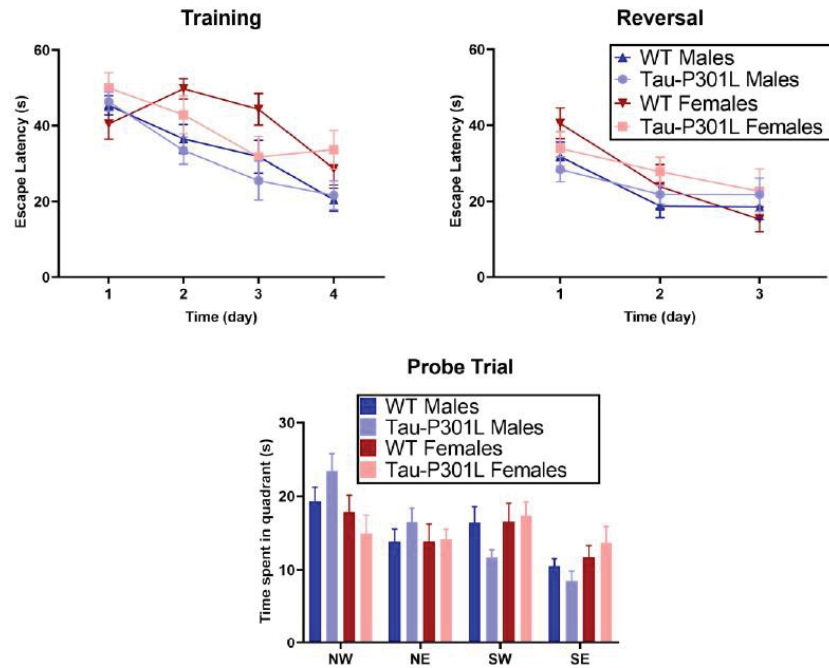 Training
60
40
20
0
Escape Latency (s)
1 2 3 4
Time (day)
Reversal
60
40
20
0
Escape Latency (s)
WT Males
Tau-P301L Males
WT Females
Tau-P301L Females
1 2 3
Time (day)
Probe Trial
30
20
10
0
Time spent in quadrant (s)
WT Males
Tau-P301L Males
WT Females
Tau-P301L Females
NW NE SW SE